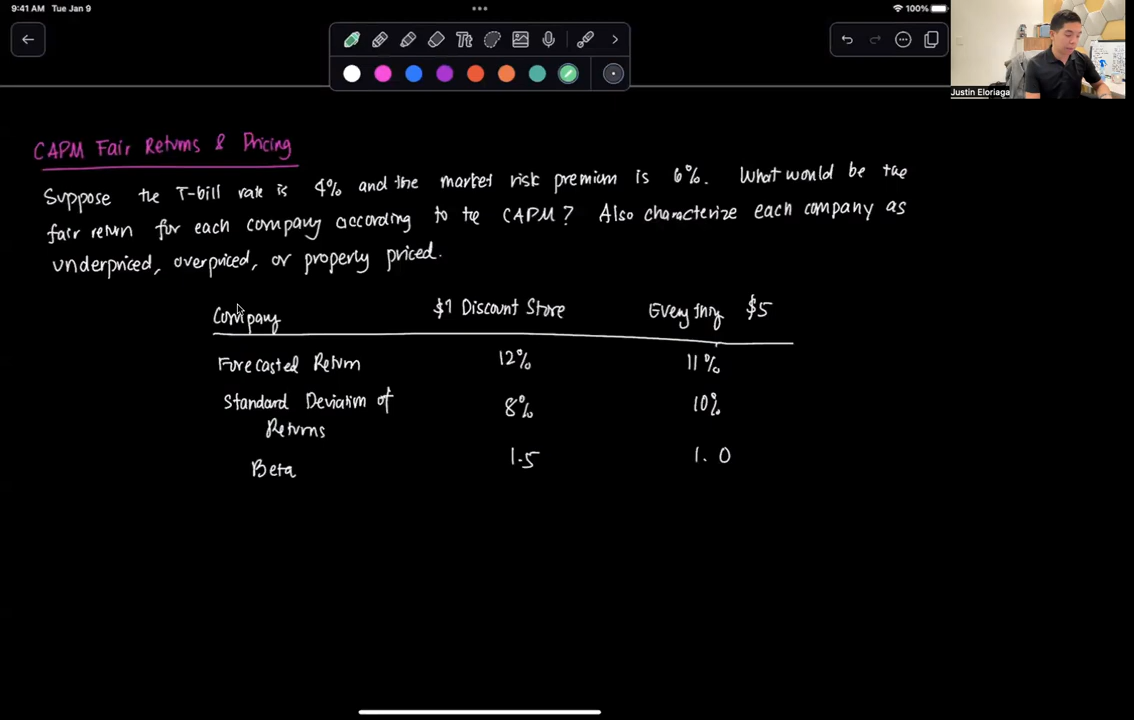 9:41 AM Tue Jan 9
100%
Tt
Justin Eloriaga
CAPM Fair Returns & Pricing
Suppose the T-bill rate is 4% and the market risk premium is 6%. What would be the
fair return for each company according to the CAPM? Also characterize each company as
underpriced, overpriced, or properly priced.
Company $1 Discount Store Everything $5
Forecasted Return 12% 11%
Standard Deviation of 8% 10%
Returns
Beta 1.5 1.0